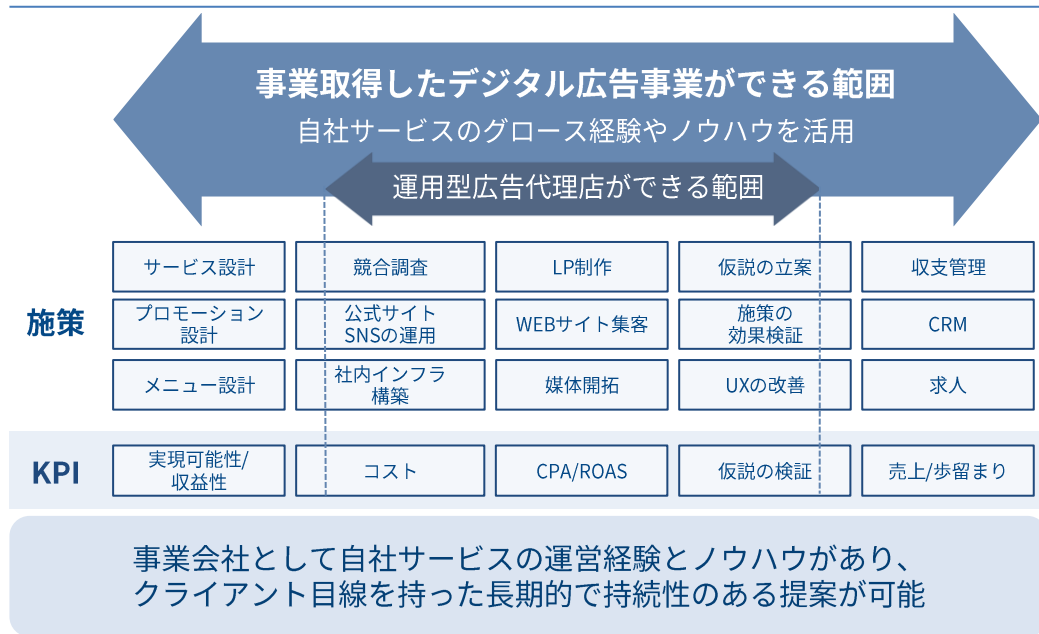 事業取得したデジタル広告事業ができる範囲
自社サービスのグロース経験やノウハウを活用
運用型広告代理店ができる範囲
サービス設計
競合調査
LP制作
仮説の立案
収支管理
施策
プロモーション
設計
公式サイト
SNSの運用
WEBサイト集客
施策の
効果検証
CRM
メニュー設計
社内インフラ
構築
媒体開拓
UXの改善
求人
KPI
実現可能性/
収益性
コスト
CPA/ROAS
仮説の検証
売上/歩留まり
事業会社として自社サービスの運営経験とノウハウがあり、
クライアント目線を持った長期的で持続性のある提案が可能